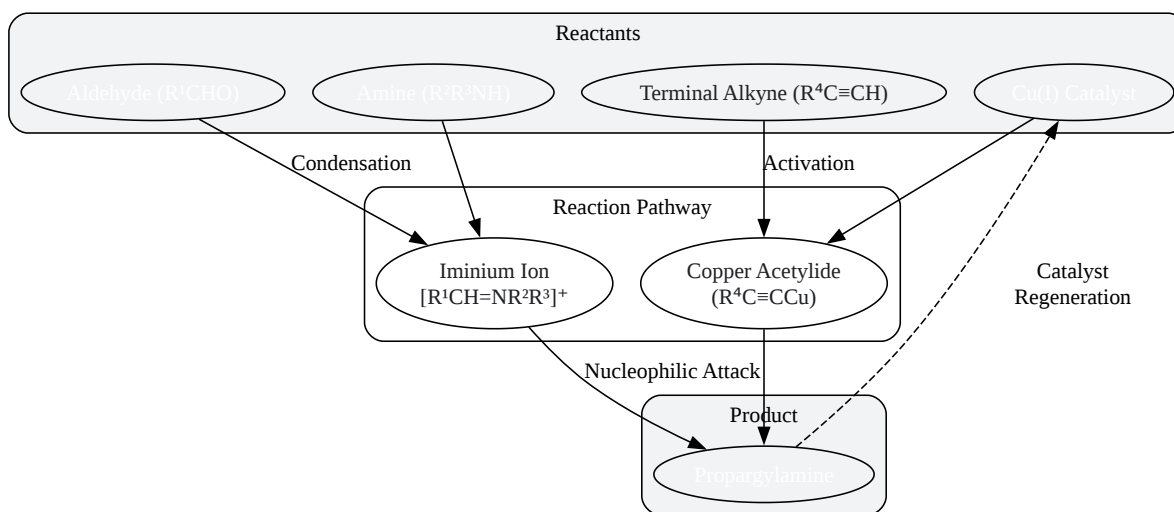 Reactants
Aldehyde (R¹CHO)
Amine (R²R³NH)
Terminal Alkyne (R⁴C≡CH)
Cu(I) Catalyst
Condensation
Activation
Reaction Pathway
Iminium Ion
[R¹CH=NR²R³]⁺
Copper Acetylide
(R⁴C≡CCu)
Catalyst
Regeneration
Nucleophilic Attack
Product
Propargylamine